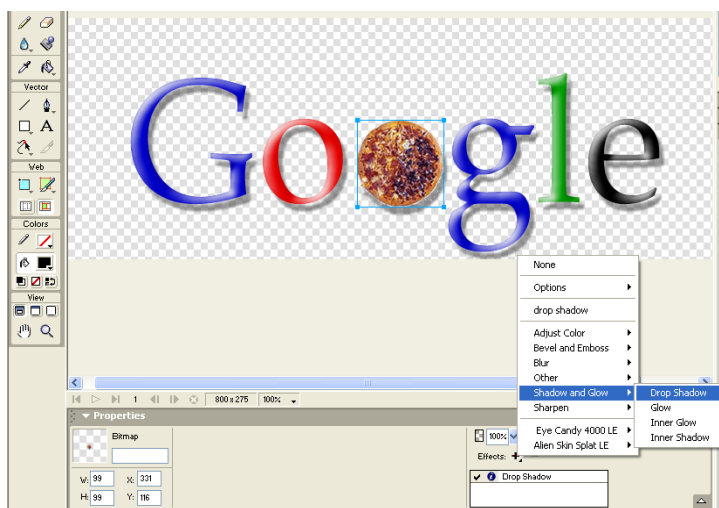 Go gle
Vector
A
Web
Colors
View
None
Options
drop shadow
Adjust Color
Bevel and Emboss
Blur
Other
Shadow and Glow
Drop Shadow
Sharpen
Glow
Inner Glow
Eye Candy 4000 LE
Inner Shadow
Alien Skin Splat LE
1
800 x 275
100%
Properties
Bitmap
100%
Effects:
W: 99
X: 331
Drop Shadow
H: 99
Y: 116